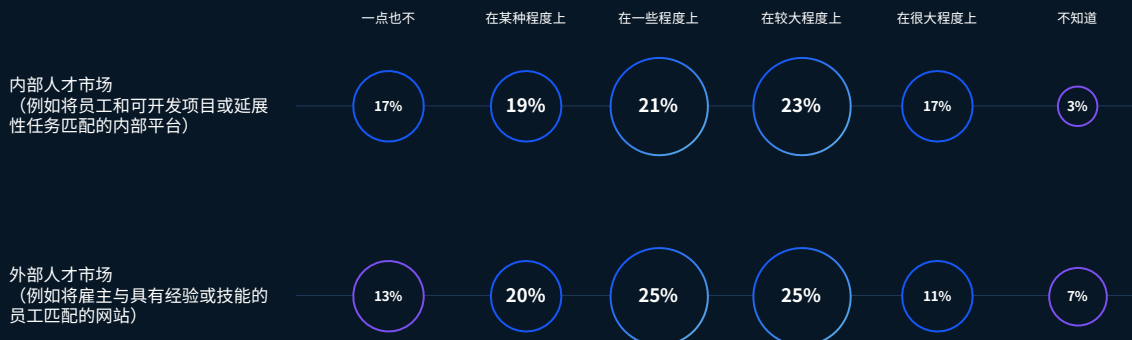 一点也不 在某种程度上 在一些程度上 在较大程度上 在很大程度上 不知道
内部人才市场
（例如将员工和可开发项目或延展
性任务匹配的内部平台）
17% 19% 21% 23% 17% 3%
外部人才市场
（例如将雇主与具有经验或技能的
员工匹配的网站）
13% 20% 25% 25% 11% 7%